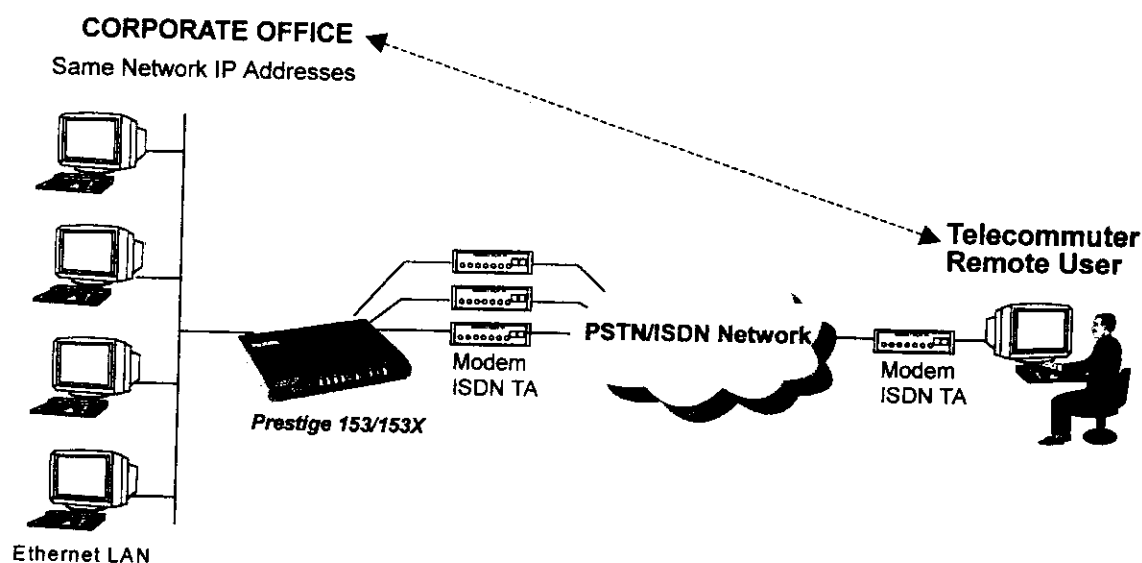 CORPORATE OFFICE
Same Network IP Addresses
Telecommuter
Remote User
PSTN/ISDN Network
Modem
ISDN TA
Modem
ISDN TA
Prestige 153/153X
Ethernet LAN